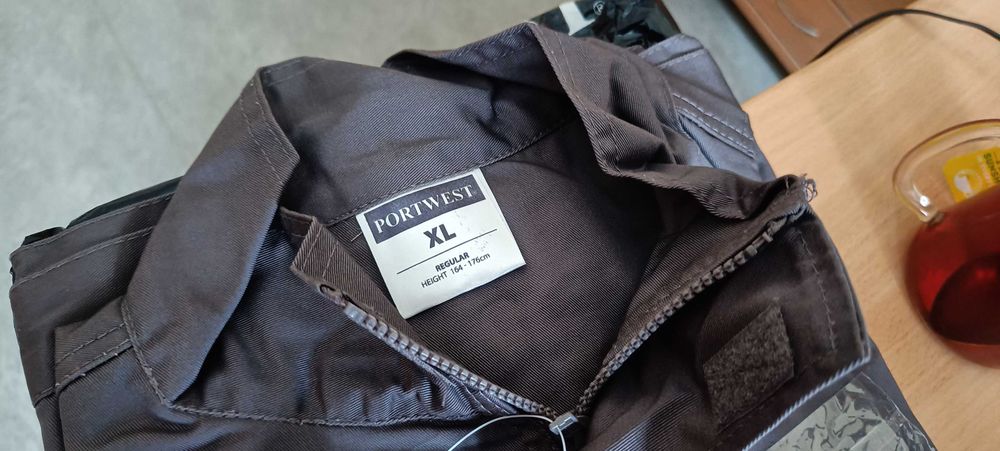 PORTWEST
XL
REGULAR
HEIGHT 164 - 176cm